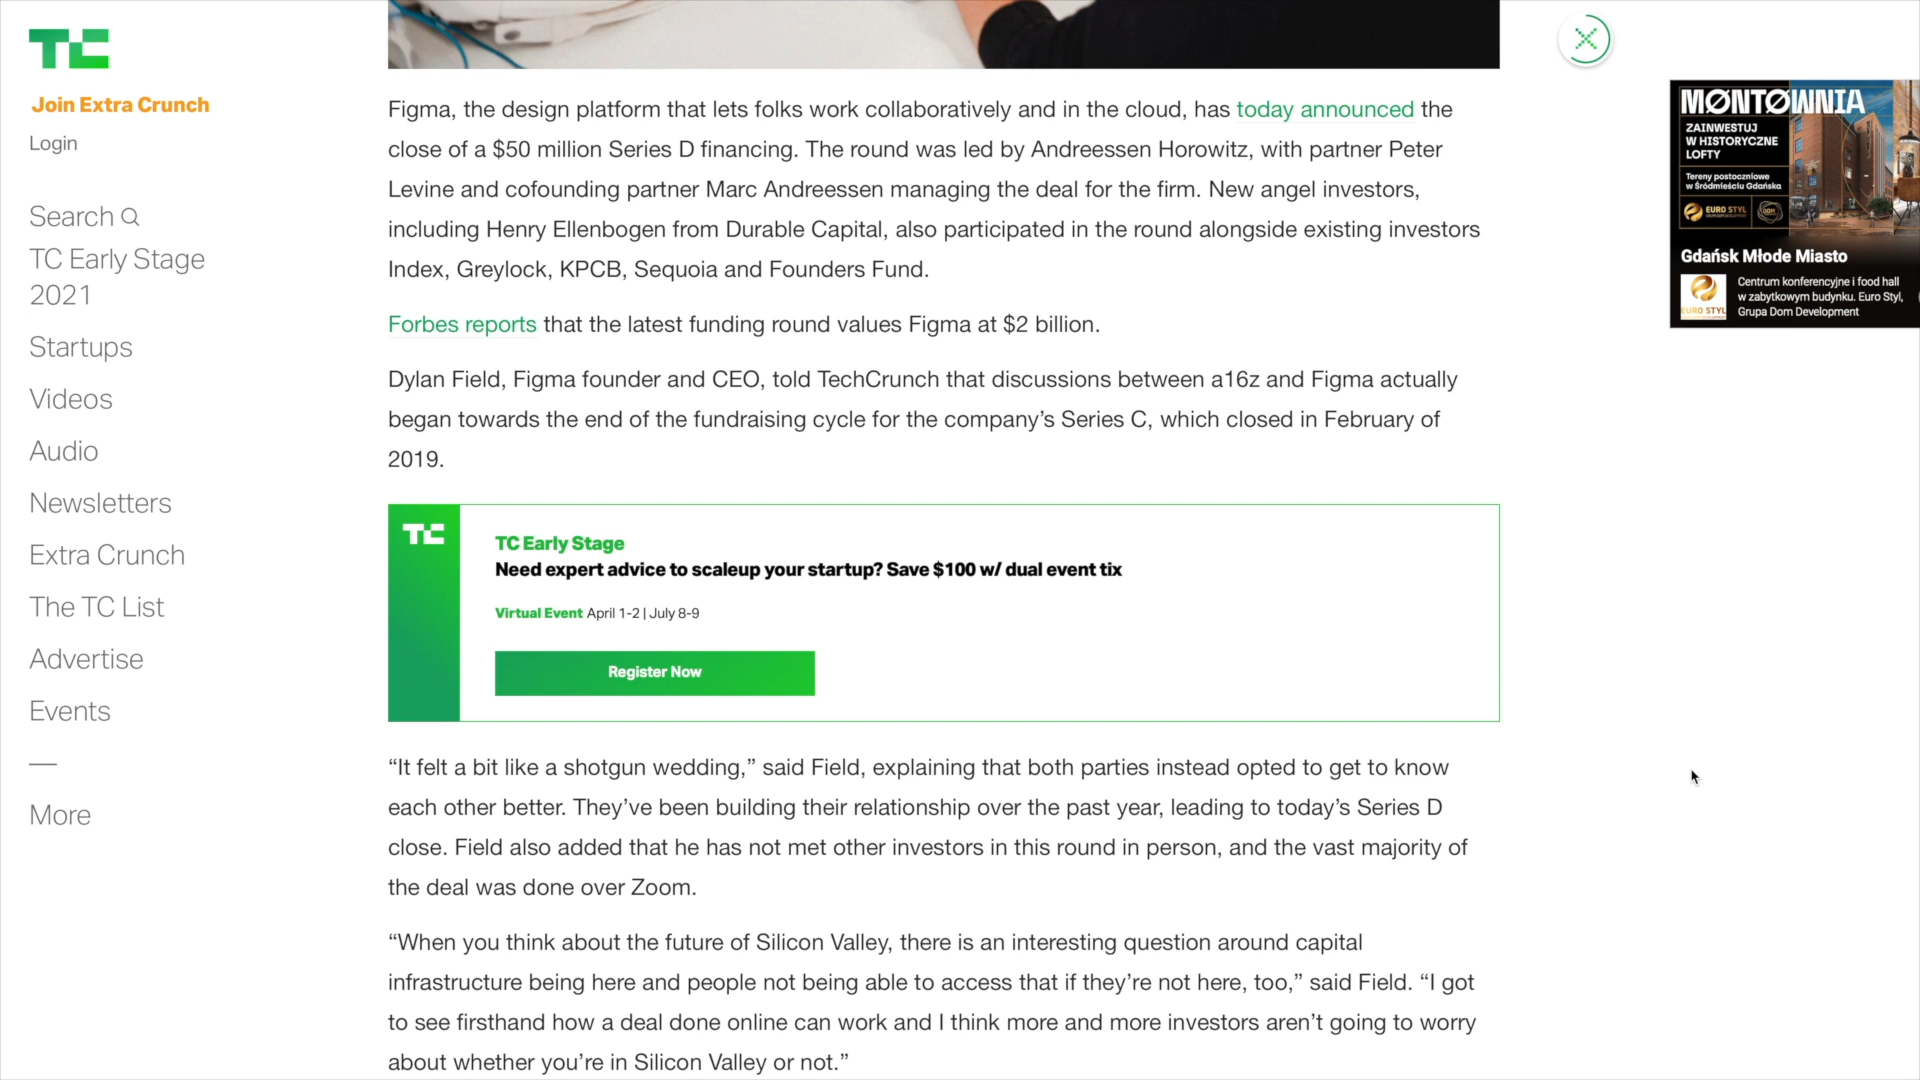 TC
Join Extra Crunch
Login
Search
TC Early Stage
2021
Startups
Videos
Audio
Newsletters
Extra Crunch
The TC List
Advertise
Events
More
Figma, the design platform that lets folks work collaboratively and in the cloud, has today announced the
close of a $50 million Series D financing. The round was led by Andreessen Horowitz, with partner Peter
Levine and cofounding partner Marc Andreessen managing the deal for the firm. New angel investors,
including Henry Ellenbogen from Durable Capital, also participated in the round alongside existing investors
Index, Greylock, KPCB, Sequoia and Founders Fund.
Forbes reports that the latest funding round values Figma at $2 billion.
Dylan Field, Figma founder and CEO, told TechCrunch that discussions between a16z and Figma actually
began towards the end of the fundraising cycle for the company’s Series C, which closed in February of
2019.
TC
TC Early Stage
Need expert advice to scaleup your startup? Save $100 w/ dual event tix
Virtual Event April 1-2 | July 8-9
Register Now
“It felt a bit like a shotgun wedding,” said Field, explaining that both parties instead opted to get to know
each other better. They’ve been building their relationship over the past year, leading to today’s Series D
close. Field also added that he has not met other investors in this round in person, and the vast majority of
the deal was done over Zoom.
“When you think about the future of Silicon Valley, there is an interesting question around capital
infrastructure being here and people not being able to access that if they’re not here, too,” said Field. “I got
to see firsthand how a deal done online can work and I think more and more investors aren’t going to worry
about whether you’re in Silicon Valley or not.”
MØNTØWNIA
ZAINWESTUJ
W HISTORYCZNE
LOFTY
Tereny postoczniowe
w Śródmieściu Gdańska
EURO STYL
Gdańsk Młode Miasto
Centrum konferencyjne i food hall
w zabytkowym budynku. Euro Styl,
Grupa Dom Development
EURO STYL